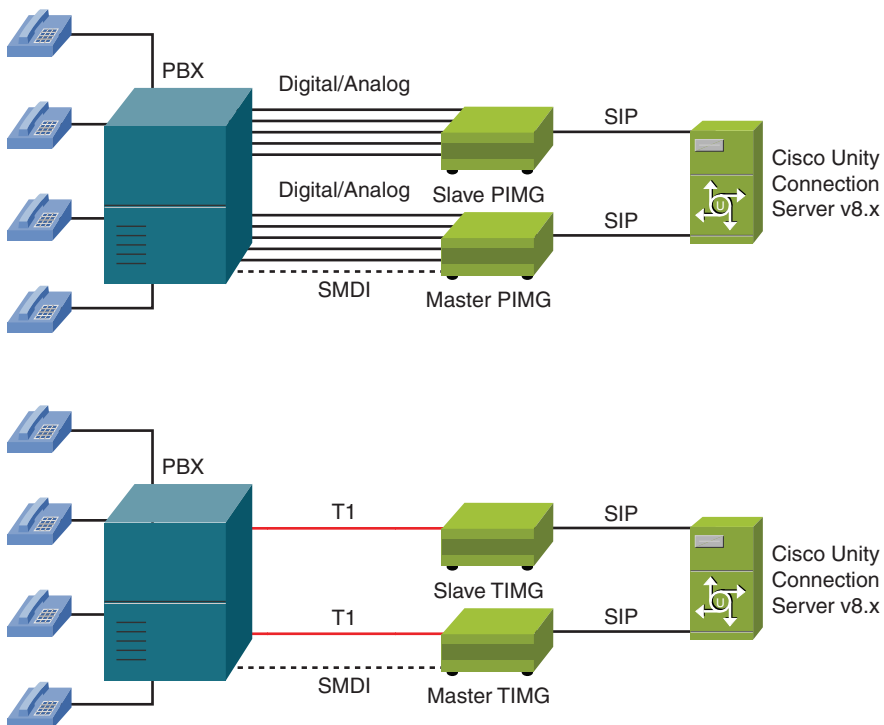 PBX
Digital/Analog
SIP
Slave PIMG
Digital/Analog
SIP
SMDI
Master PIMG
U
Cisco Unity
Connection
Server v8.x
PBX
T1
SIP
Slave TIMG
T1
SIP
SMDI
Master TIMG
U
Cisco Unity
Connection
Server v8.x